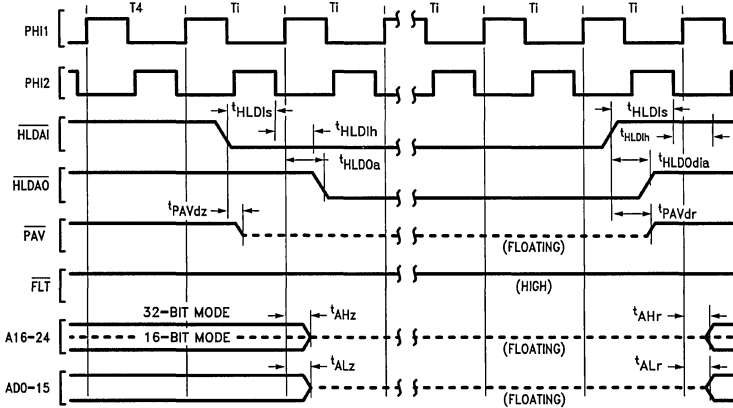 T4 Ti Ti Ti Ti Ti
PHI1
PHI2
tHLDIs tHLDIs
HLDAI tHLDIh tHLDIh
tHLDOa tHLDOdia
HLDAO
tPAVdz tPAVdr
PAV
(FLOATING)
FLT
(HIGH)
32-BIT MODE tAHz tAHr
A16-24 16-BIT MODE
(FLOATING)
tALz tALr
AD0-15
(FLOATING)